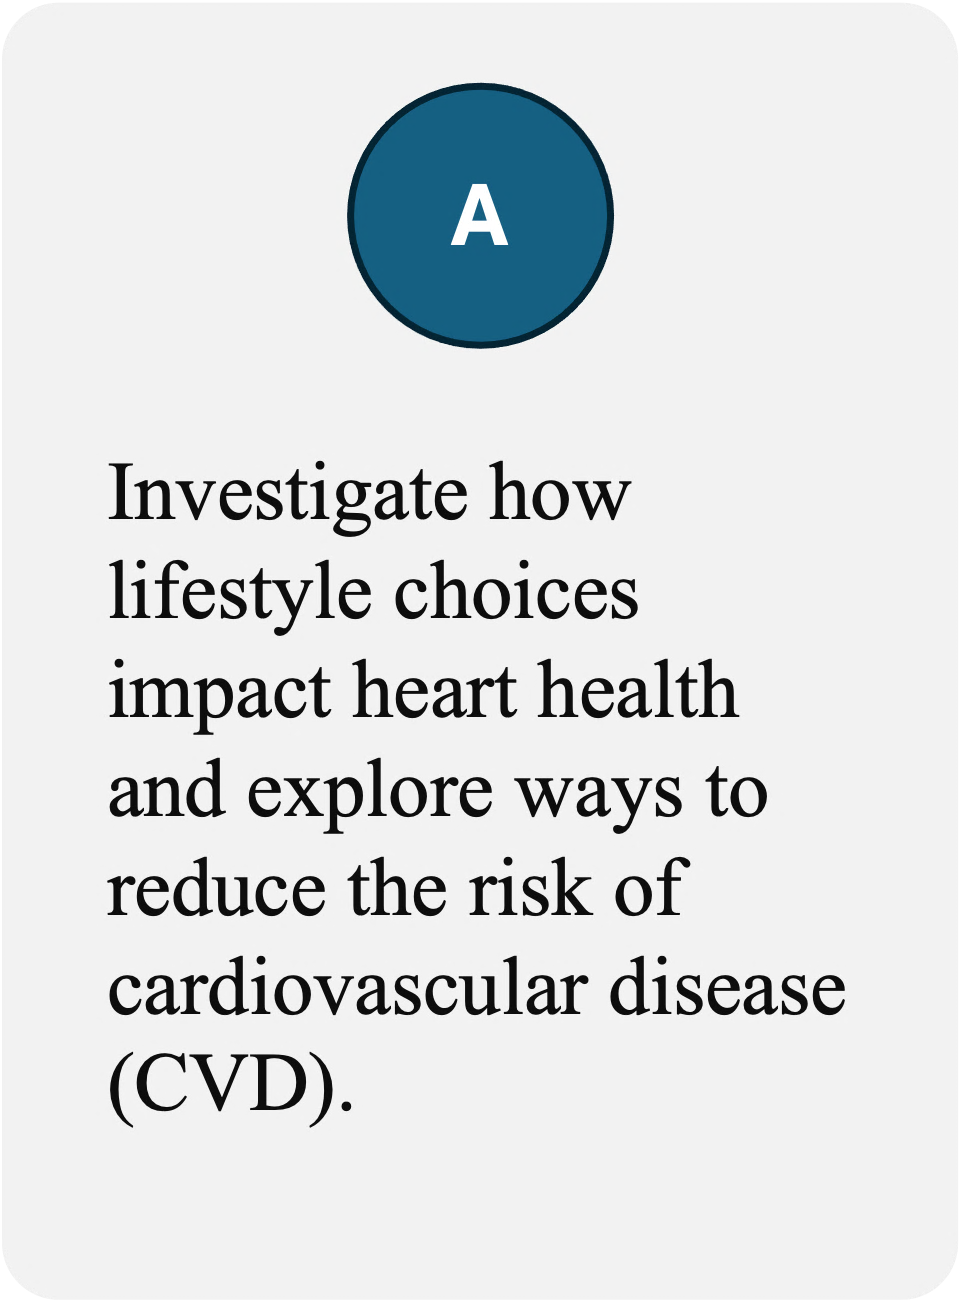 A
Investigate how
lifestyle choices
impact heart health
and explore ways to
reduce the risk of
cardiovascular disease
(CVD).